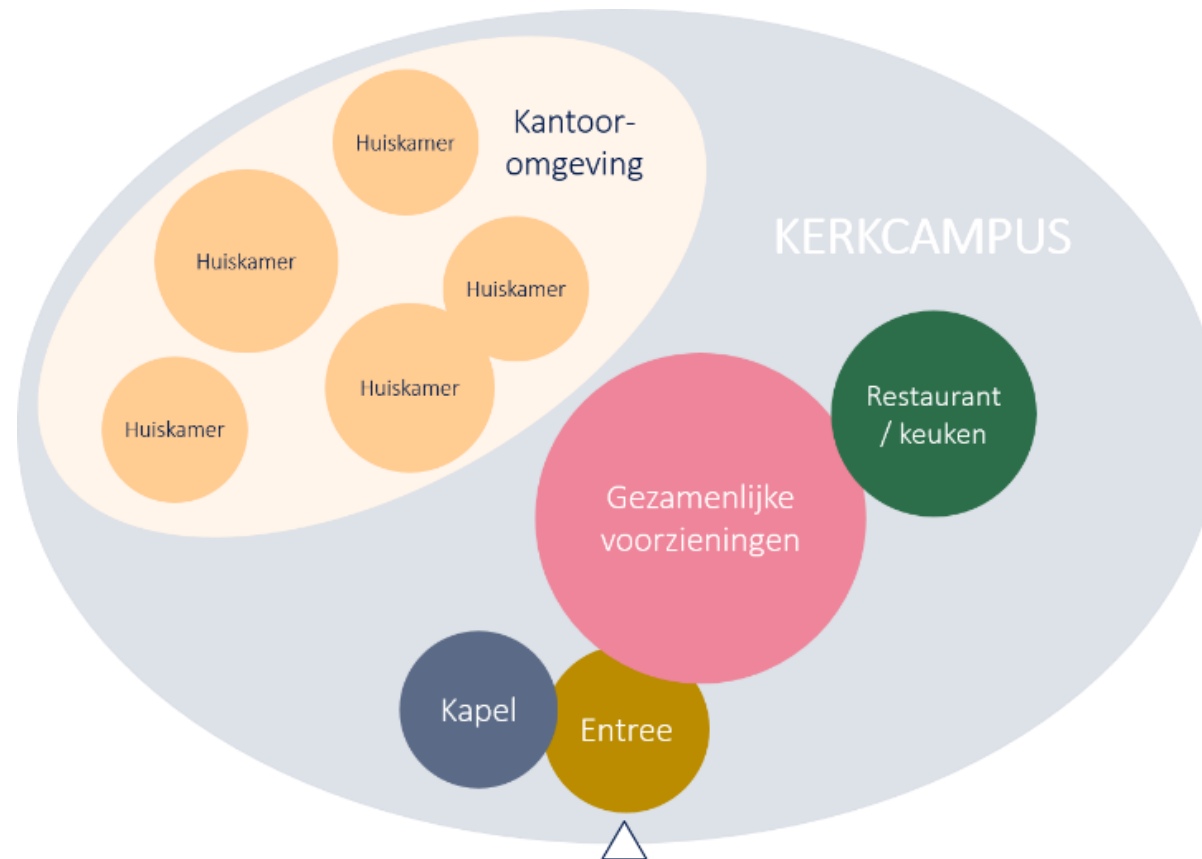 Huiskamer
Kantoor-
omgeving
Huiskamer
KERKCAMPUS
Huiskamer
Huiskamer
Huiskamer
Restaurant
/ keuken
Gezamenlijke
voorzieningen
Kapel
Entree